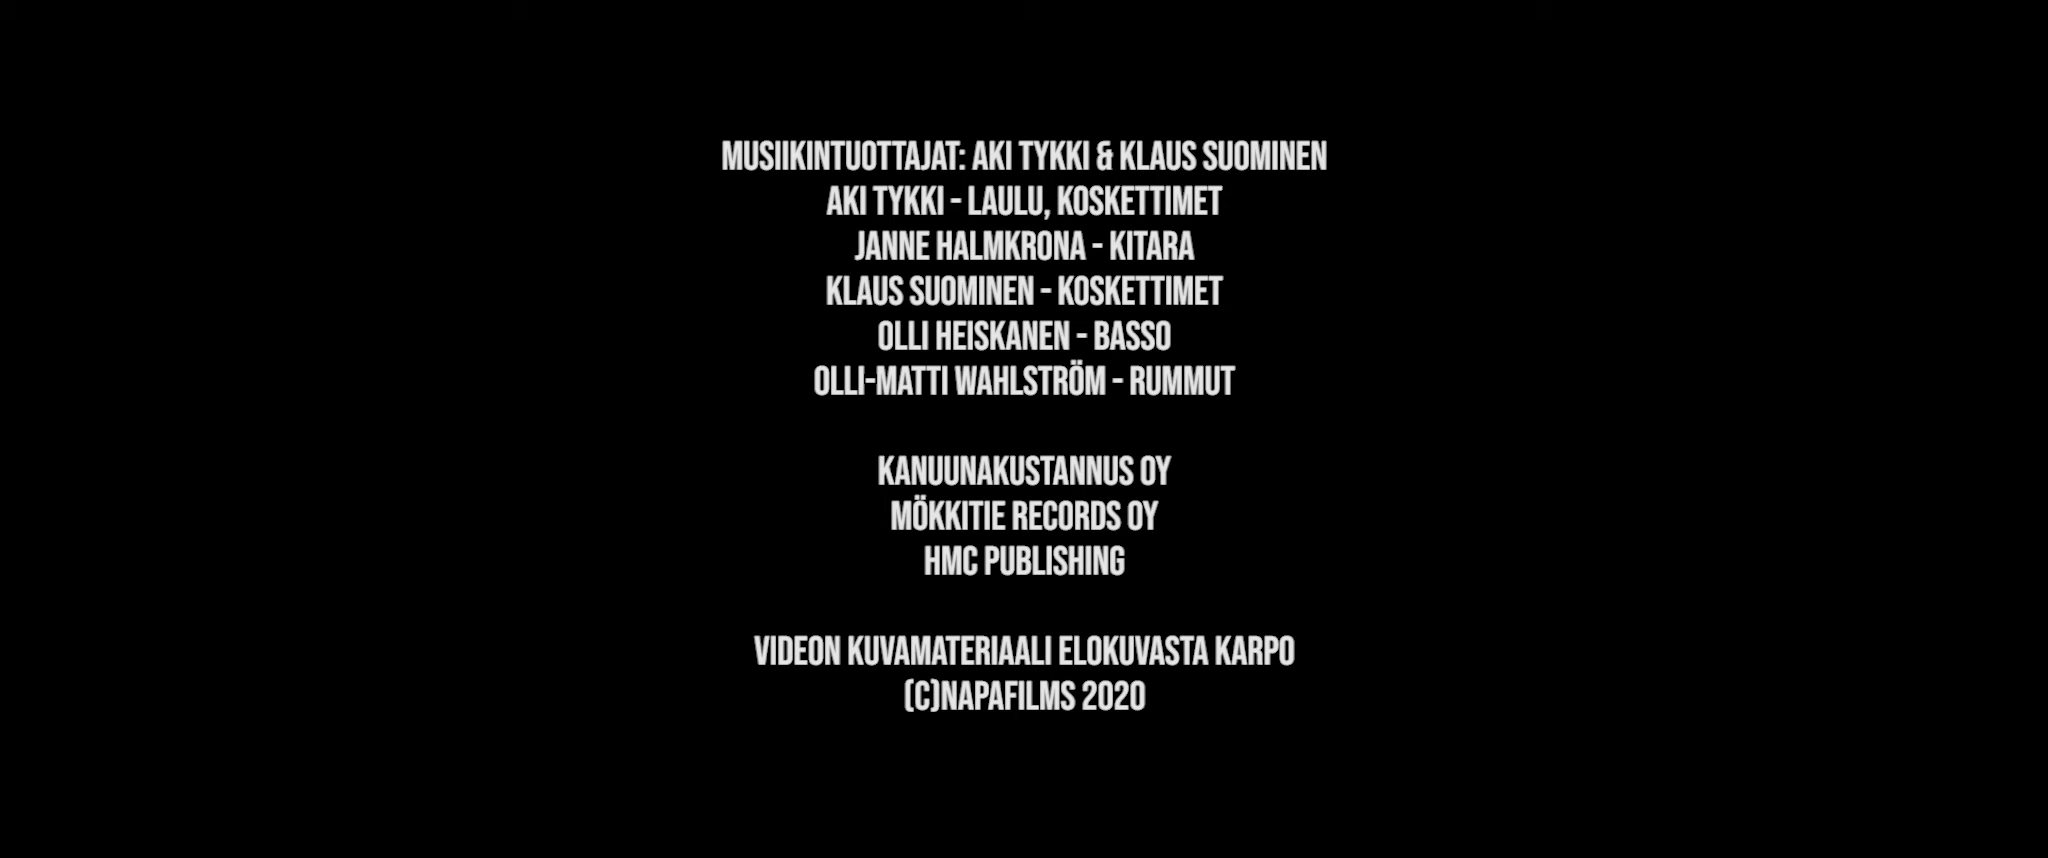 MUSIIKINTUOTTAJAT: AKI TYKKI & KLAUS SUOMINEN
AKI TYKKI - LAULU, KOSKETTIMET
JANNE HALMKRONA - KITARA
KLAUS SUOMINEN - KOSKETTIMET
OLLI HEISKANEN - BASSO
OLLI-MATTI WAHLSTRÖM - RUMMUT
KANUUNAKUSTANNUS OY
MÖKKITIE RECORDS OY
HMC PUBLISHING
VIDEON KUVAMATERIAALI ELOKUVASTA KARPO
(C)NAPAFILMS 2020